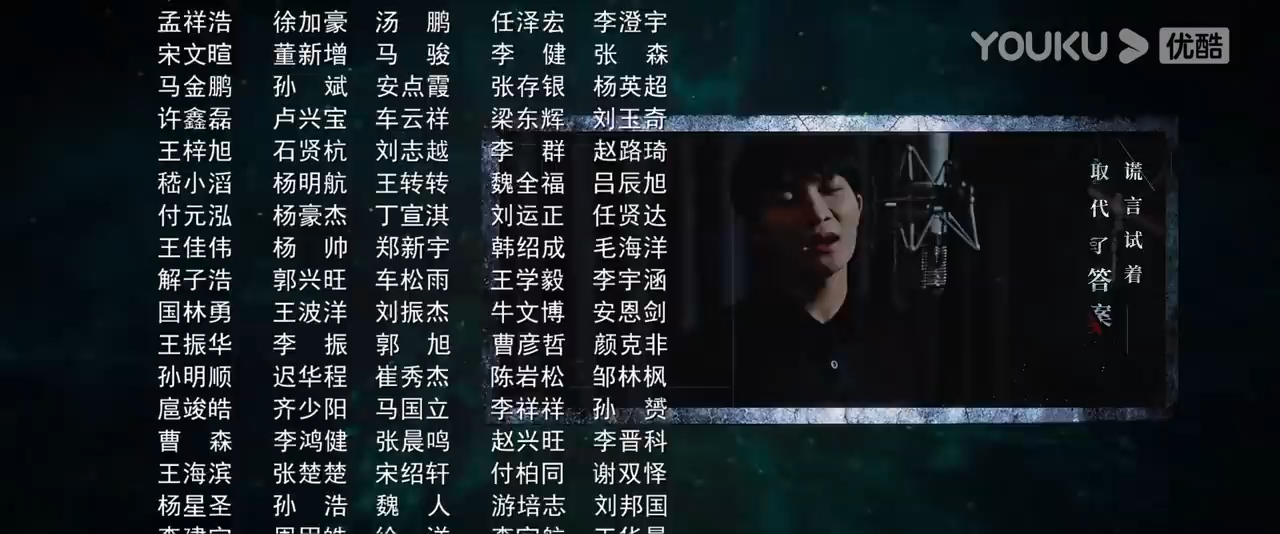 孟祥浩 徐加豪 汤 鹏 任泽宏 李澄宇
宋文暄 董新增 马 骏 李 健 张 森
马金鹏 孙 斌 安点霞 张存银 杨英超
许鑫磊 卢兴宝 车云祥 梁东辉 刘玉奇
王梓旭 石贤杭 刘志越 李 群 赵路琦
嵇小滔 杨明航 王转转 魏全福 吕辰旭
付元泓 杨豪杰 丁宣淇 刘运正 任贤达
王佳伟 杨 帅 郑新宇 韩绍成 毛海洋
解子浩 郭兴旺 车松雨 王学毅 李宇涵
国林勇 王波洋 刘振杰 牛文博 安恩剑
王振华 李 振 郭 旭 曹彦哲 颜克非
孙明顺 迟华程 崔秀杰 陈岩松 邹林枫
扈竣皓 齐少阳 马国立 李祥祥 孙 赟
曹 森 李鸿健 张晨鸣 赵兴旺 李晋科
王海滨 张楚楚 宋绍轩 付柏同 谢双怿
杨星圣 孙 浩 魏 人 游培志 刘邦国
YOUKU 优酷
谎言试着
取代了答案